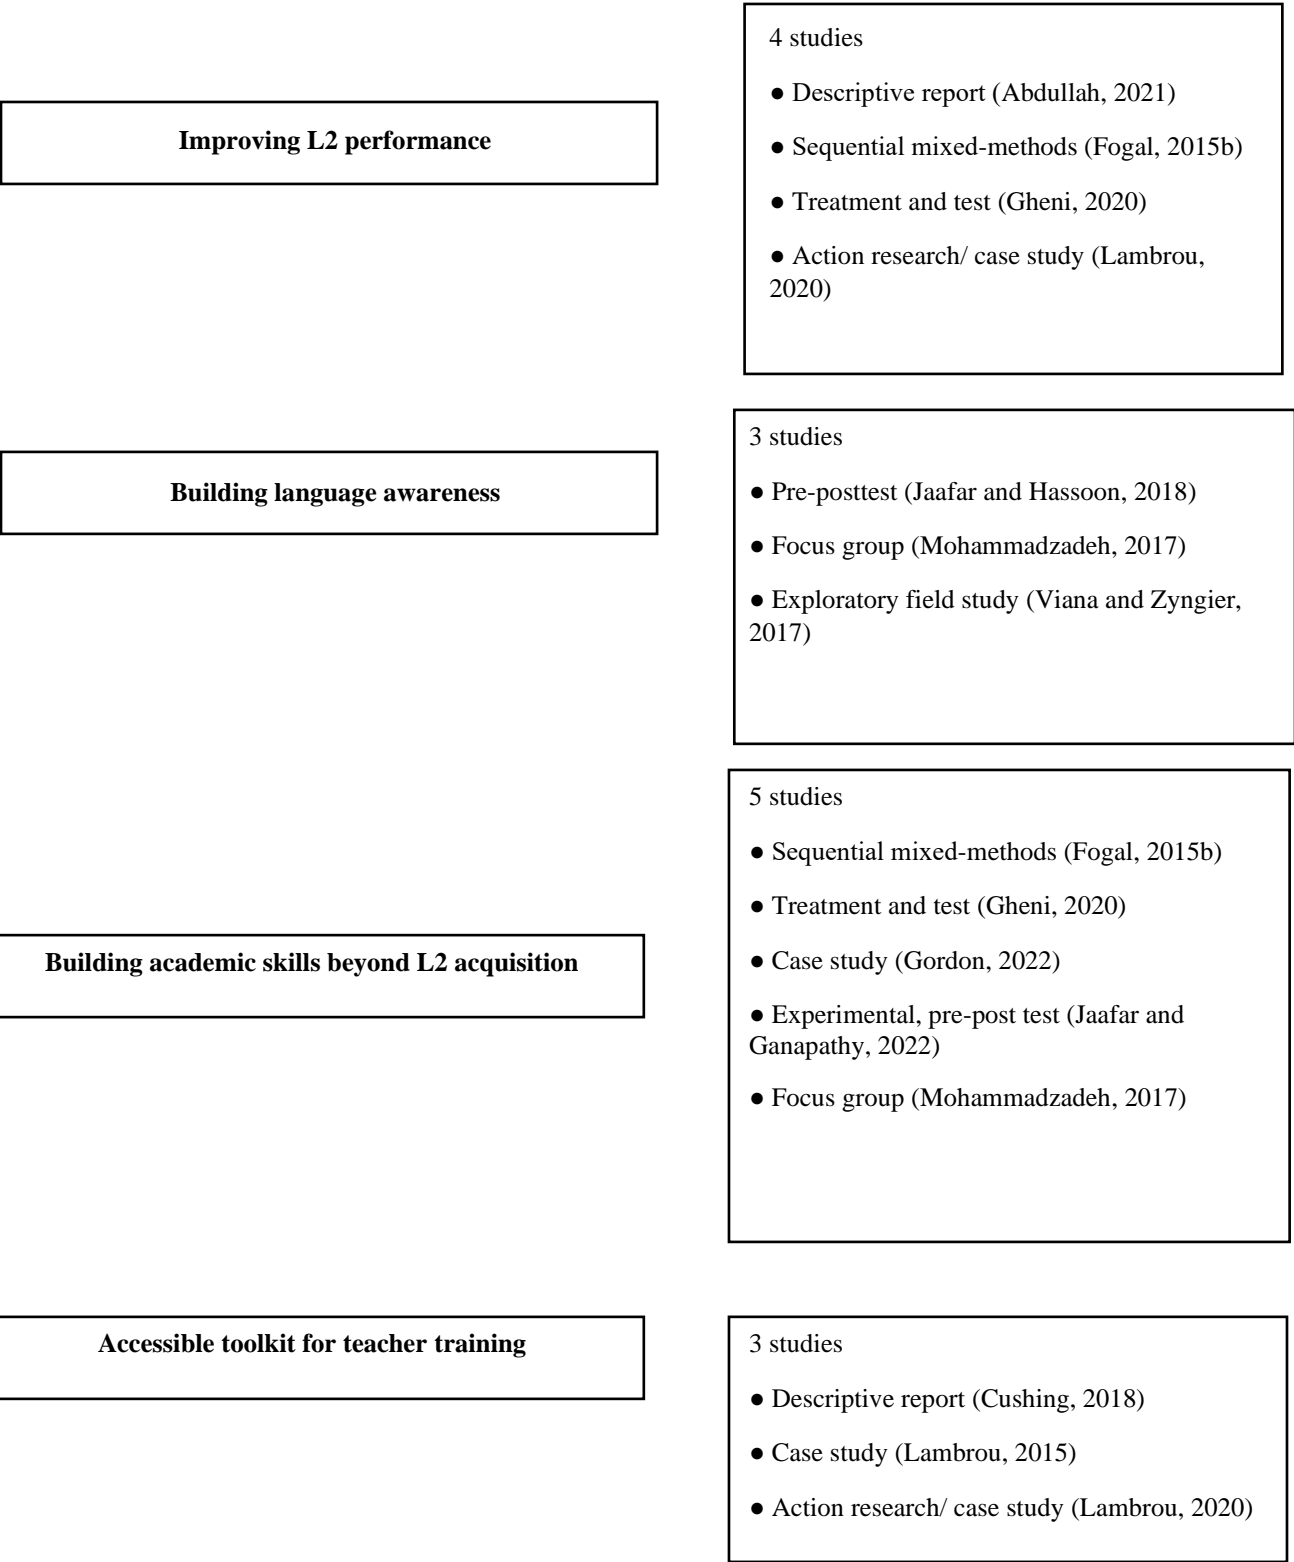 Improving L2 performance
4 studies
● Descriptive report (Abdullah, 2021)
● Sequential mixed-methods (Fogal, 2015b)
● Treatment and test (Gheni, 2020)
● Action research/ case study (Lambrou,
2020)
Building language awareness
3 studies
● Pre-posttest (Jaafar and Hassoon, 2018)
● Focus group (Mohammadzadeh, 2017)
● Exploratory field study (Viana and Zyngier,
2017)
Building academic skills beyond L2 acquisition
5 studies
● Sequential mixed-methods (Fogal, 2015b)
● Treatment and test (Gheni, 2020)
● Case study (Gordon, 2022)
● Experimental, pre-post test (Jaafar and
Ganapathy, 2022)
● Focus group (Mohammadzadeh, 2017)
Accessible toolkit for teacher training
3 studies
● Descriptive report (Cushing, 2018)
● Case study (Lambrou, 2015)
● Action research/ case study (Lambrou, 2020)